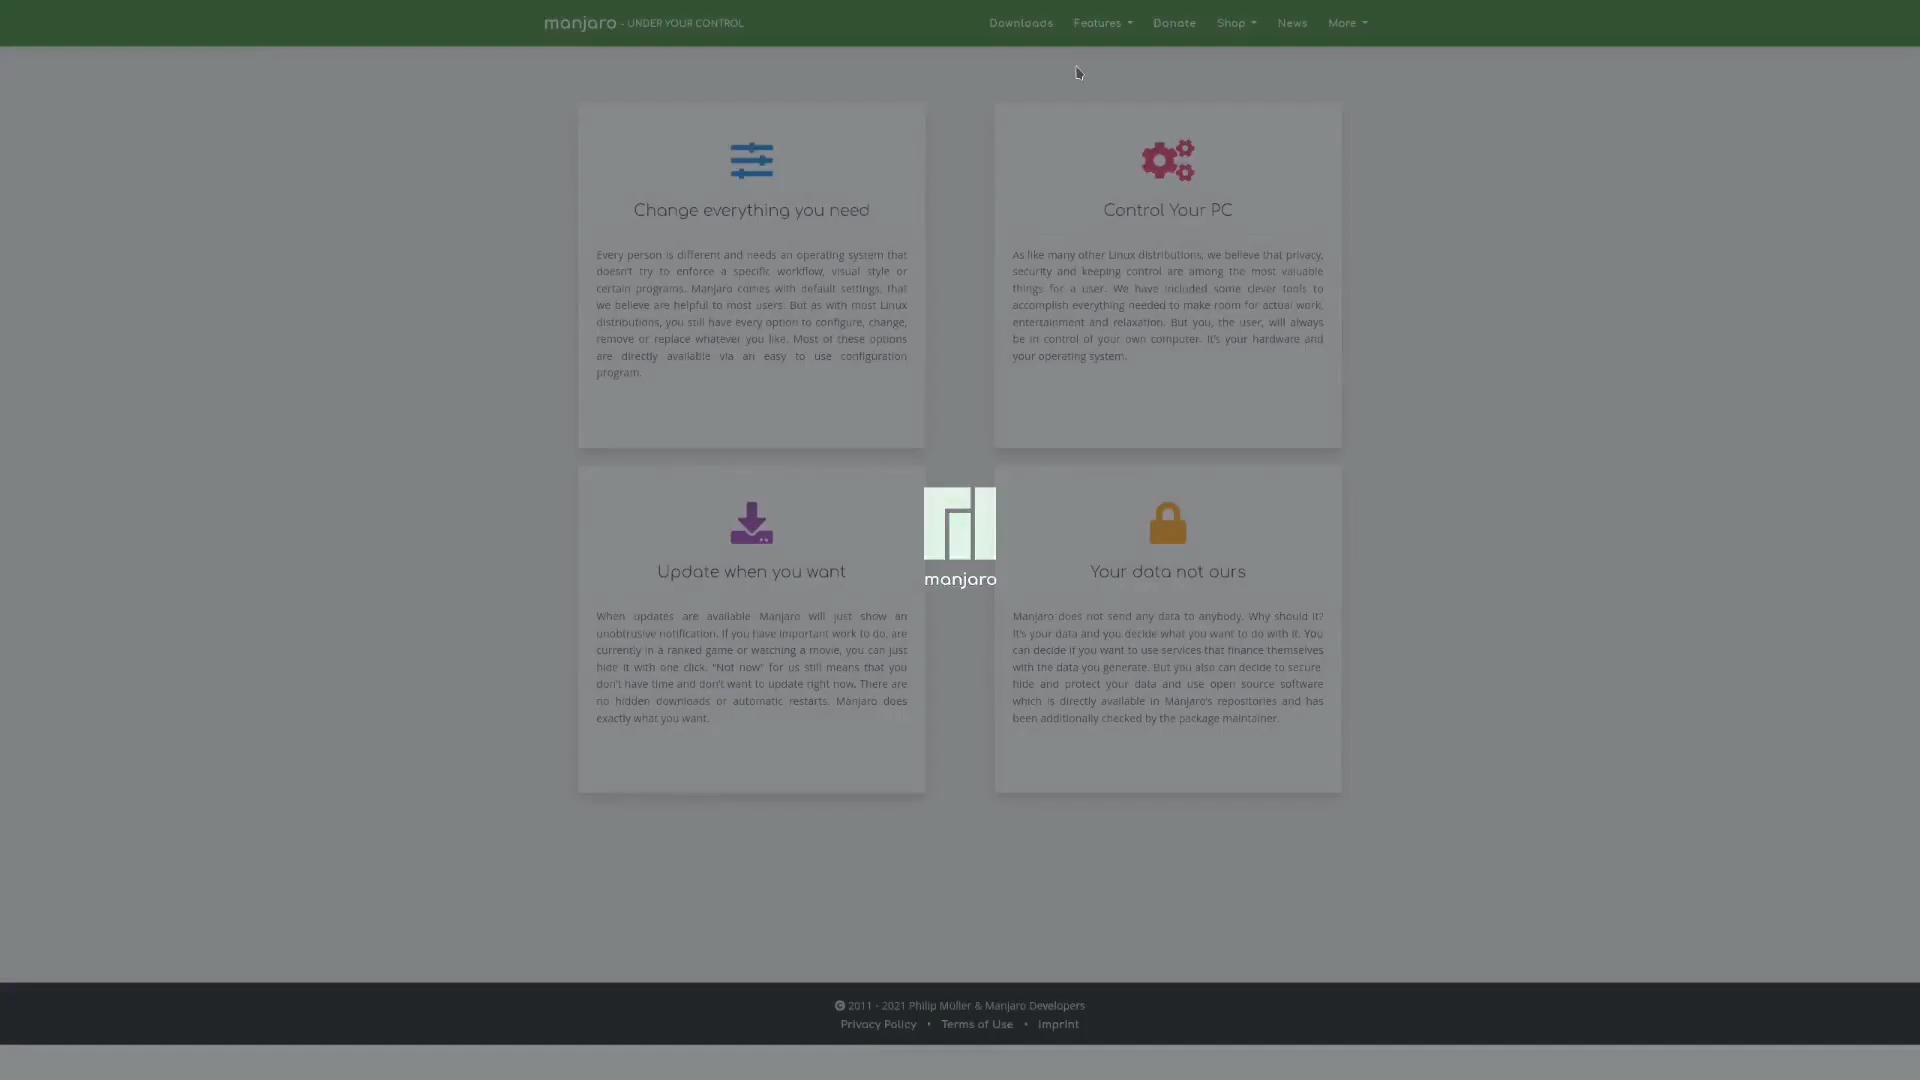 manjaro - UNDER YOUR CONTROL
Downloads Features Donate Shop News More
Change everything you need
Every person is different and needs an operating system that
doesn't try to enforce a specific workflow, visual style or
certain programs. Manjaro comes with default settings, that
we believe are helpful to most users. But as with most Linux
distributions, you still have every option to configure, change,
remove or replace whatever you like. Most of these options
are directly available via an easy to use configuration
program.
Control Your PC
As like many other Linux distributions, we believe that privacy,
security and keeping control are among the most valuable
things for a user. We have included some clever tools to
accomplish everything needed to make room for actual work,
entertainment and relaxation. But you, the user, will always
be in control of your own computer. It's your hardware and
your operating system.
manjaro
Update when you want
When updates are available Manjaro will just show an
unobtrusive notification. If you have important work to do, are
currently in a ranked game or watching a movie, you can just
hide it with one click. "Not now" for us still means that you
don't have time and don't want to update right now. There are
no hidden downloads or automatic restarts. Manjaro does
exactly what you want.
Your data not ours
Manjaro does not send any data to anybody. Why should it?
It's your data and you decide what you want to do with it. You
can decide if you want to use services that finance themselves
with the data you generate. But you also can decide to secure,
hide and protect your data and use open source software
which is directly available in Manjaro's repositories and has
been additionally checked by the package maintainer.
© 2011 - 2021 Philip Müller & Manjaro Developers
Privacy Policy • Terms of Use • Imprint